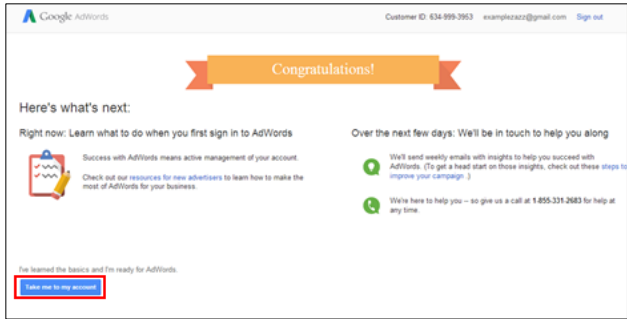 Google AdWords
Customer ID: 634-999-3953 examplezazz@gmail.com Sign out
Congratulations!
Here's what's next:
Right now: Learn what to do when you first sign in to AdWords
Success with AdWords means active management of your account.
Check out our resources for new advertisers to learn how to make the
most of AdWords for your business.
Over the next few days: We'll be in touch to help you along
We'll send weekly emails with insights to help you succeed with
AdWords. (To get a head start on those insights, check out these steps to
improve your campaign .)
We're here to help you -- so give us a call at 1-855-331-2683 for help at
any time.
I've learned the basics and I'm ready for AdWords.
Take me to my account